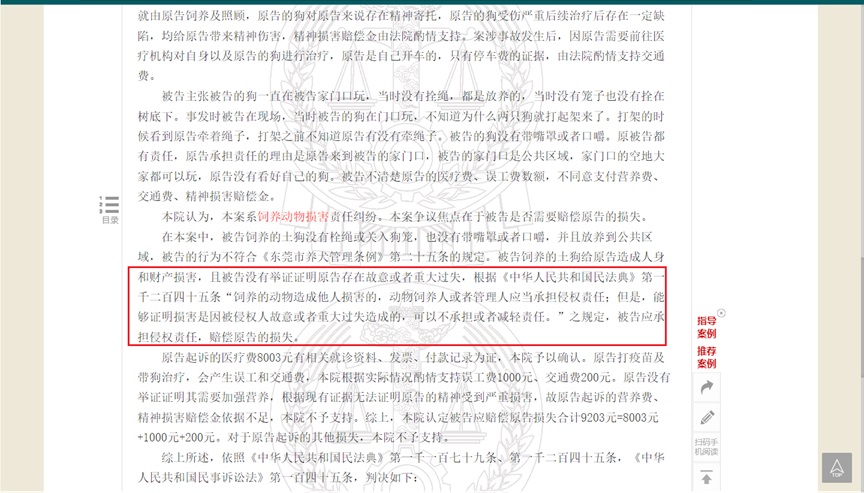 就由原告饲养及照顾，原告的狗对原告来说存在精神寄托，原告的狗受伤严重后续治疗后存在一定缺
陷，均给原告带来精神伤害，精神损害赔偿金由法院酌情支持。案涉事故发生后，因原告需要前往医
疗机构对自身以及原告的狗进行治疗，原告是自己开车的，只有停车费的证据，由法院酌情支持交通
费。
被告主张被告的狗一直在被告家门口玩，当时没有拴绳，都是放养的，当时没有笼子也没有拴在
树底下。事发时被告在现场，当时被告的狗在门口玩，不知道为什么两只狗就打起架来了。打架的时
候看到原告牵着绳子，打架之前不知道原告有没有牵绳子。被告的狗没有带嘴罩或者口嚼。原被告都
有责任，原告承担责任的理由是原告来到被告的家门口，被告的家门口是公共区域，家门口的空地大
家都可以玩，原告没有看好自己的狗。被告不清楚原告的医疗费、误工费数额，不同意支付营养费、
交通费、精神损害赔偿金。
本院认为，本案系饲养动物损害责任纠纷。本案争议焦点在于被告是否需要赔偿原告的损失。
在本案中，被告饲养的土狗没有拴绳或关入狗笼，也没有带嘴罩或者口嚼，并且放养到公共区
域，被告的行为不符合《东莞市养犬管理条例》第二十五条的规定。被告饲养的土狗给原告造成人身
和财产损害，且被告没有举证证明原告存在故意或者重大过失，根据《中华人民共和国民法典》第一
千二百四十五条“饲养的动物造成他人损害的，动物饲养人或者管理人应当承担侵权责任；但是，能
够证明损害是因被侵权人故意或者重大过失造成的，可以不承担或者减轻责任。”之规定，被告应承
担侵权责任，赔偿原告的损失。
原告起诉的医疗费8003元有相关就诊资料、发票、付款记录为证，本院予以确认。原告打疫苗及
带狗治疗，会产生误工和交通费，本院根据实际情况酌情支持误工费1000元、交通费200元。原告没有
举证证明其需要加强营养，根据现有证据无法证明原告的精神受到严重损害，故原告起诉的营养费、
精神损害赔偿金依据不足，本院不予支持。综上，本院认定被告应赔偿原告损失合计9203元=8003元
+1000元+200元。对于原告起诉的其他损失，本院不予支持。
综上所述，依照《中华人民共和国民法典》第一千一百七十九条、第一千二百四十五条，《中华
人民共和国民事诉讼法》第一百四十五条，判决如下：
目录
指导
案例
推荐
案例
扫码手
机阅读
TOP